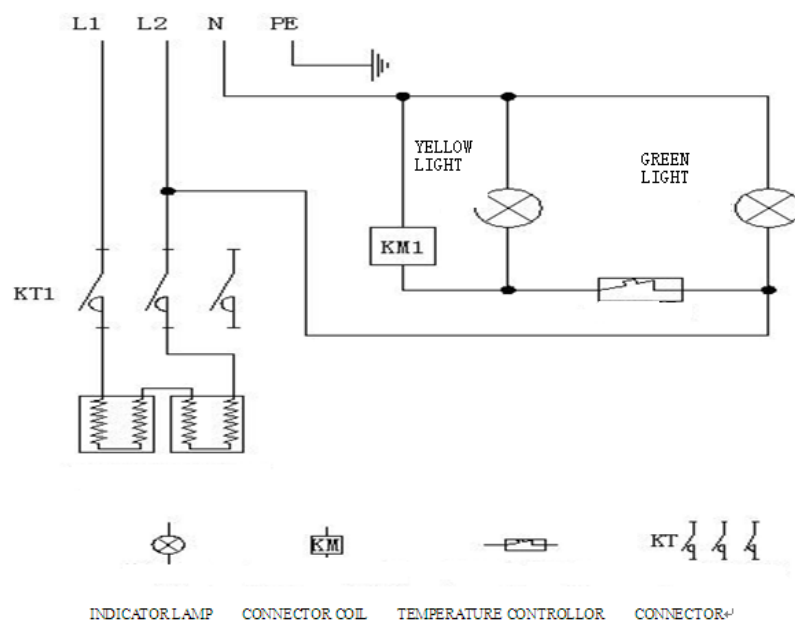 L1 L2 N PE
YELLOW
LIGHT
GREEN
LIGHT
KM1
KT1
KM
KT
INDICATOR LAMP CONNECTOR COIL TEMPERATURE CONTROLLOR CONNECTOR↵